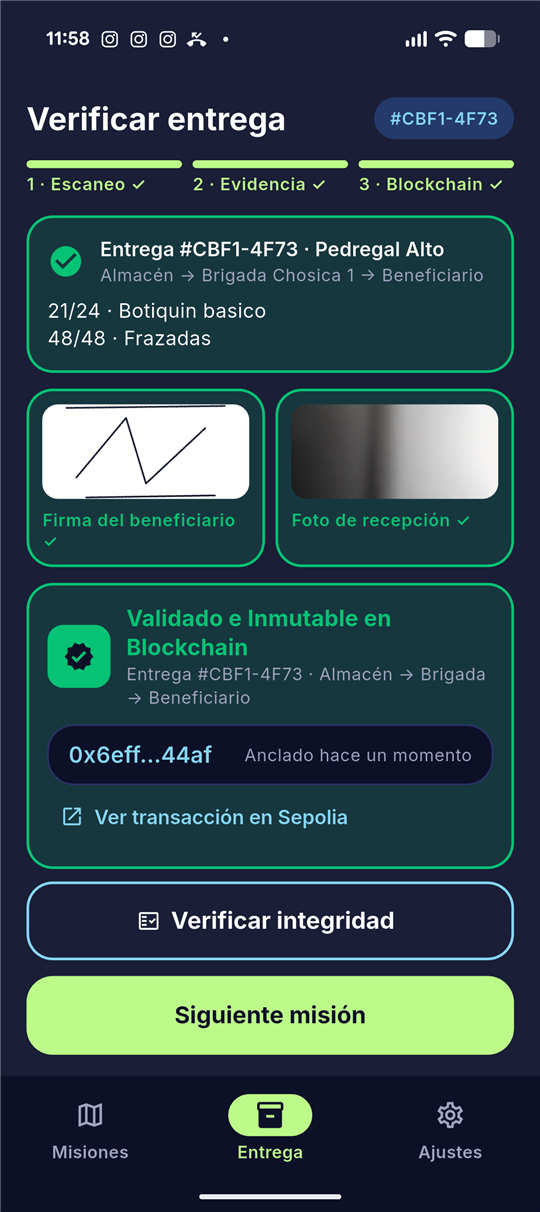 11:58
Verificar entrega
#CBF1-4F73
1 · Escaneo ✓
2 · Evidencia ✓
3 · Blockchain ✓
Entrega #CBF1-4F73 · Pedregal Alto
Almacén → Brigada Chosica 1 → Beneficiario
21/24 · Botiquin basico
48/48 · Frazadas
Firma del beneficiario
✓
Foto de recepción ✓
Validado e Inmutable en
Blockchain
Entrega #CBF1-4F73 · Almacén → Brigada
→ Beneficiario
0x6eff...44af
Anclado hace un momento
Ver transacción en Sepolia
Verificar integridad
Siguiente misión
Misiones
Entrega
Ajustes